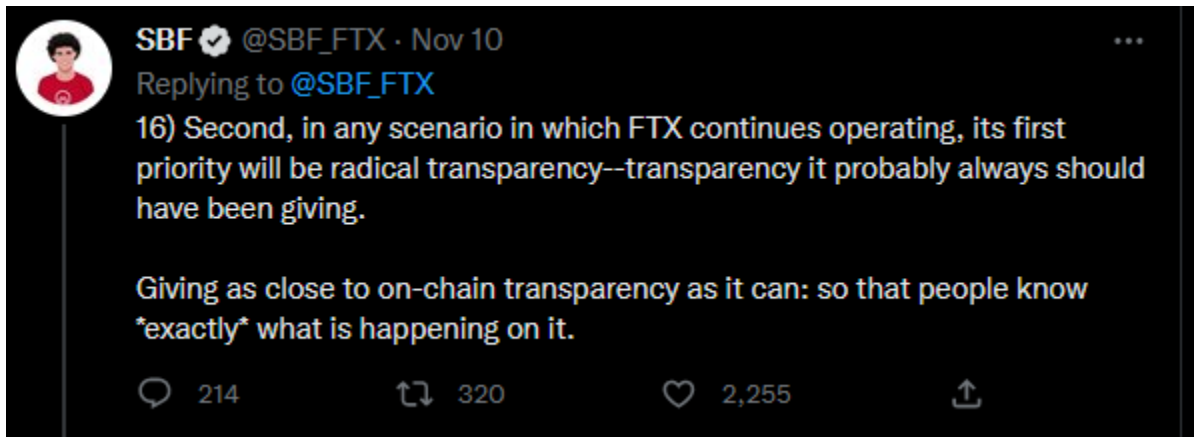 SBF @SBF_FTX · Nov 10
Replying to @SBF_FTX
16) Second, in any scenario in which FTX continues operating, its first
priority will be radical transparency--transparency it probably always should
have been giving.
Giving as close to on-chain transparency as it can: so that people know
*exactly* what is happening on it.
214 320 2,255